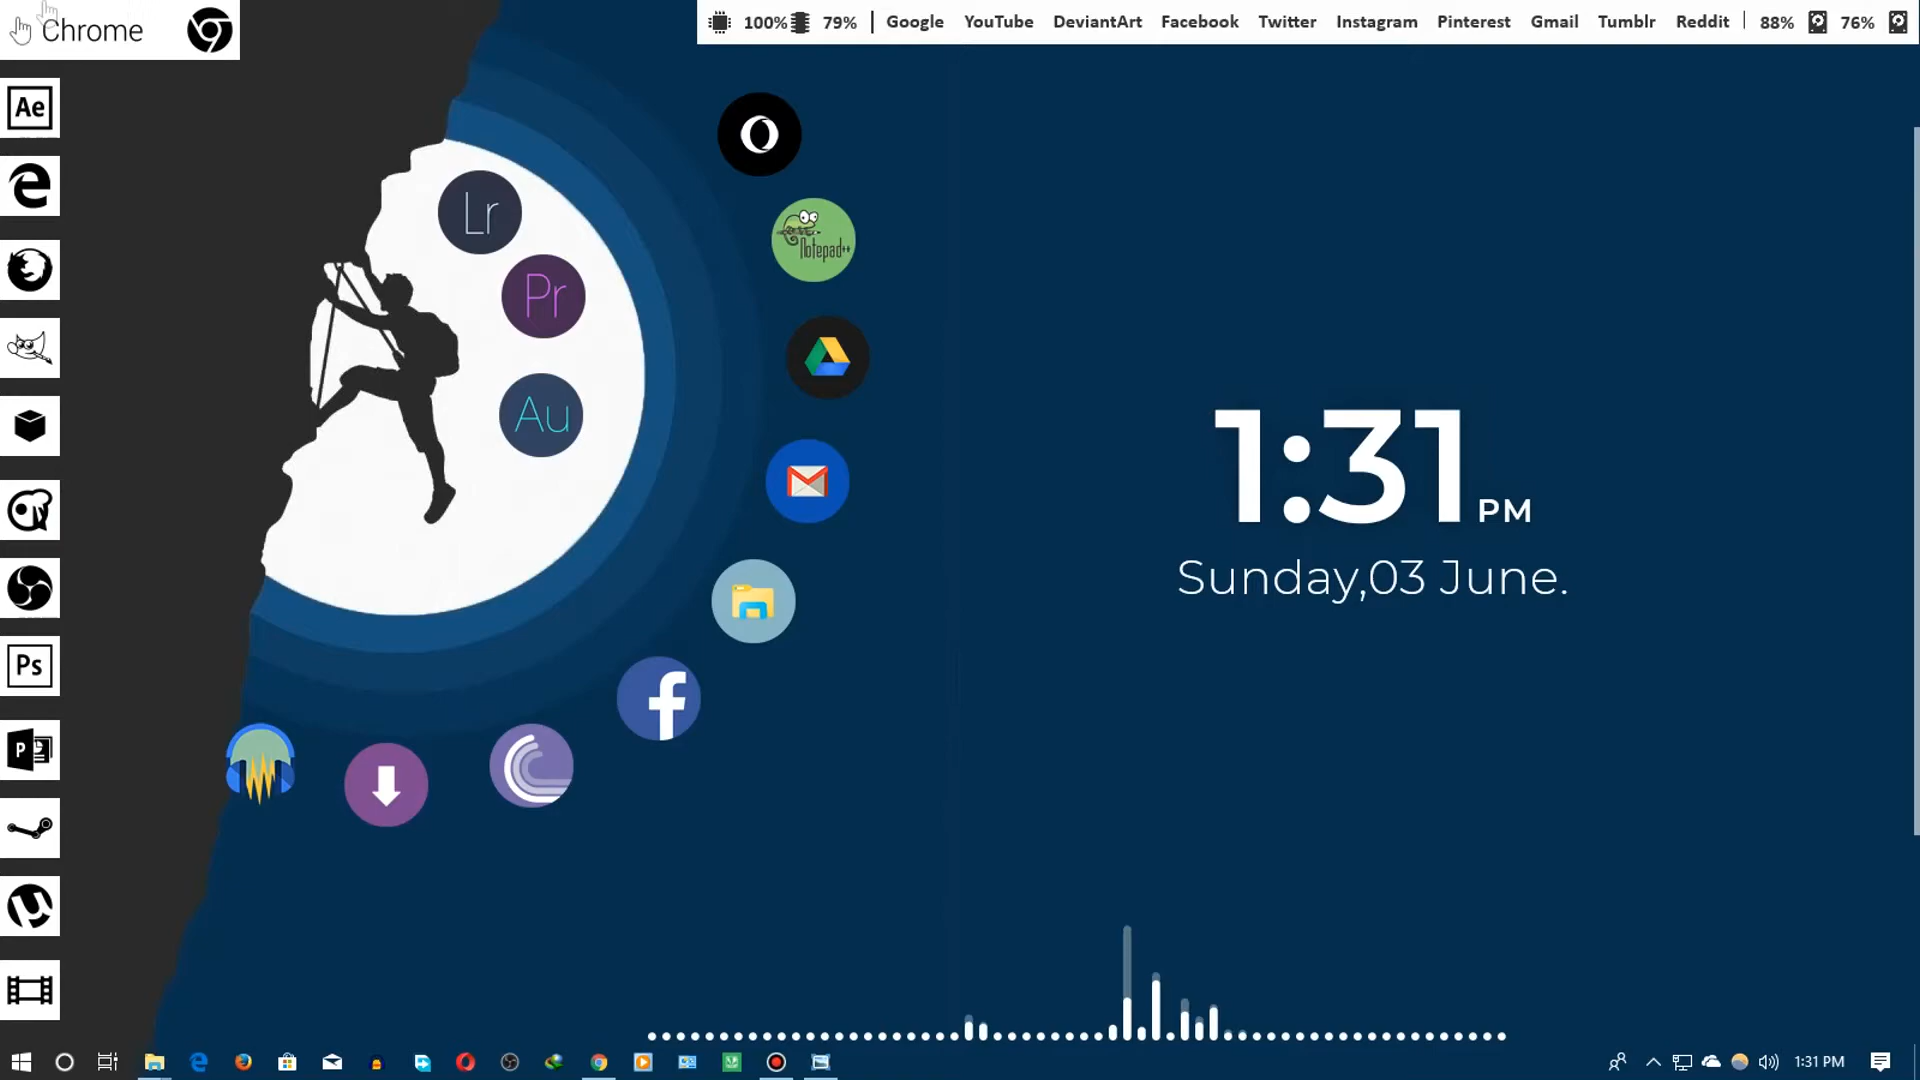 Chrome
100% 79% | Google YouTube DeviantArt Facebook Twitter Instagram Pinterest Gmail Tumblr Reddit | 88% 76%
Ae
e
Lr
Notepad++
Pr
Au
1:31 PM
Sunday,03 June.
Ps
P
f
µ
1:31 PM